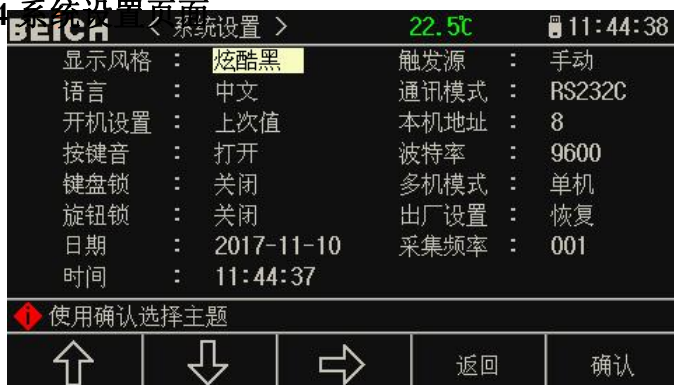 4 系统设置页面
BEICH < 系统设置 > 22.5℃ 11:44:38
显示风格 : 炫酷黑 触发源 : 手动
语言 : 中文 通讯模式 : RS232C
开机设置 : 上次值 本机地址 : 8
按键音 : 打开 波特率 : 9600
键盘锁 : 关闭 多机模式 : 单机
旋钮锁 : 关闭 出厂设置 : 恢复
日期 : 2017-11-10 采集频率 : 001
时间 : 11:44:37
使用确认选择主题
返回 确认